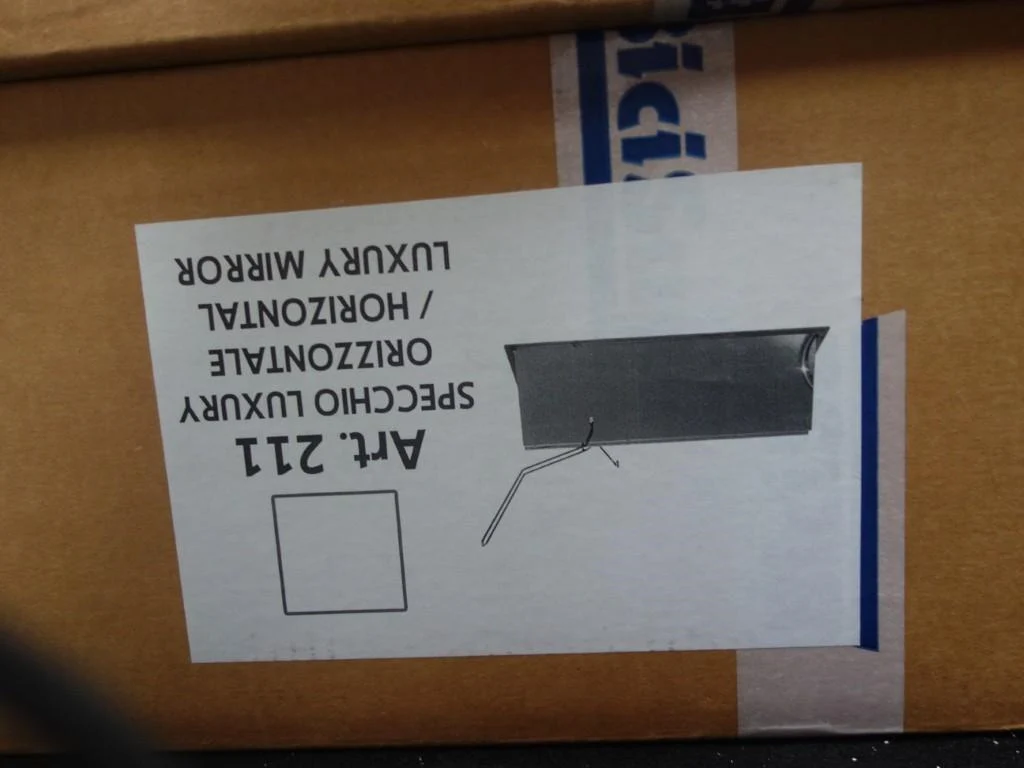 Art. 211
SPECCHIO LUXURY
ORIZZONTALE
/ HORIZONTAL
LUXURY MIRROR